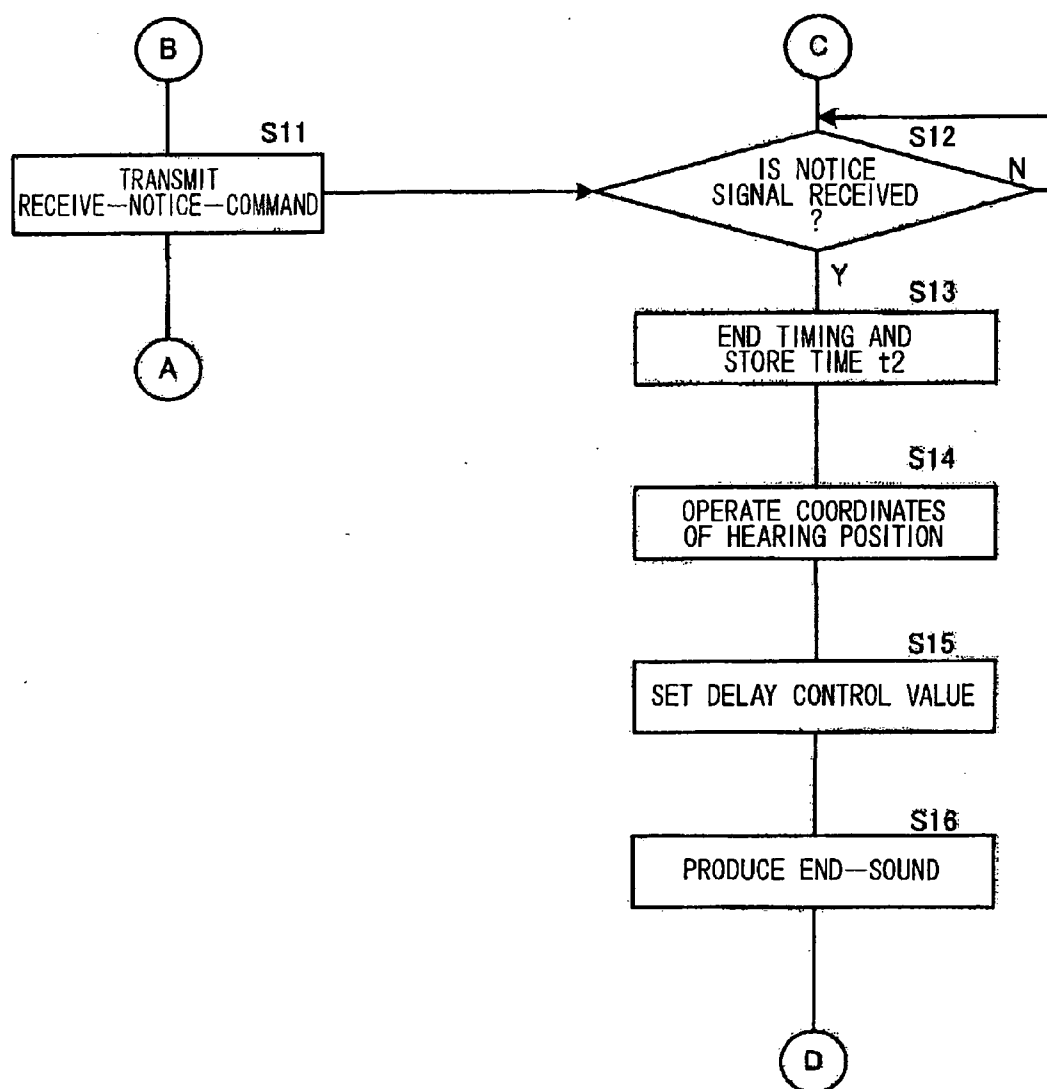 B
C
S11
TRANSMIT
RECEIVE—NOTICE—COMMAND
S12
IS NOTICE
SIGNAL RECEIVED
?
N
Y
A
S13
END TIMING AND
STORE TIME t2
S14
OPERATE COORDINATES
OF HEARING POSITION
S15
SET DELAY CONTROL VALUE
S16
PRODUCE END—SOUND
D